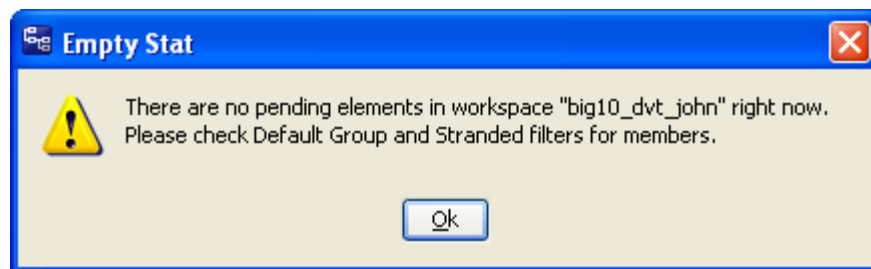 Empty Stat
There are no pending elements in workspace "big10_dvt_john" right now.
Please check Default Group and Stranded filters for members.
Ok